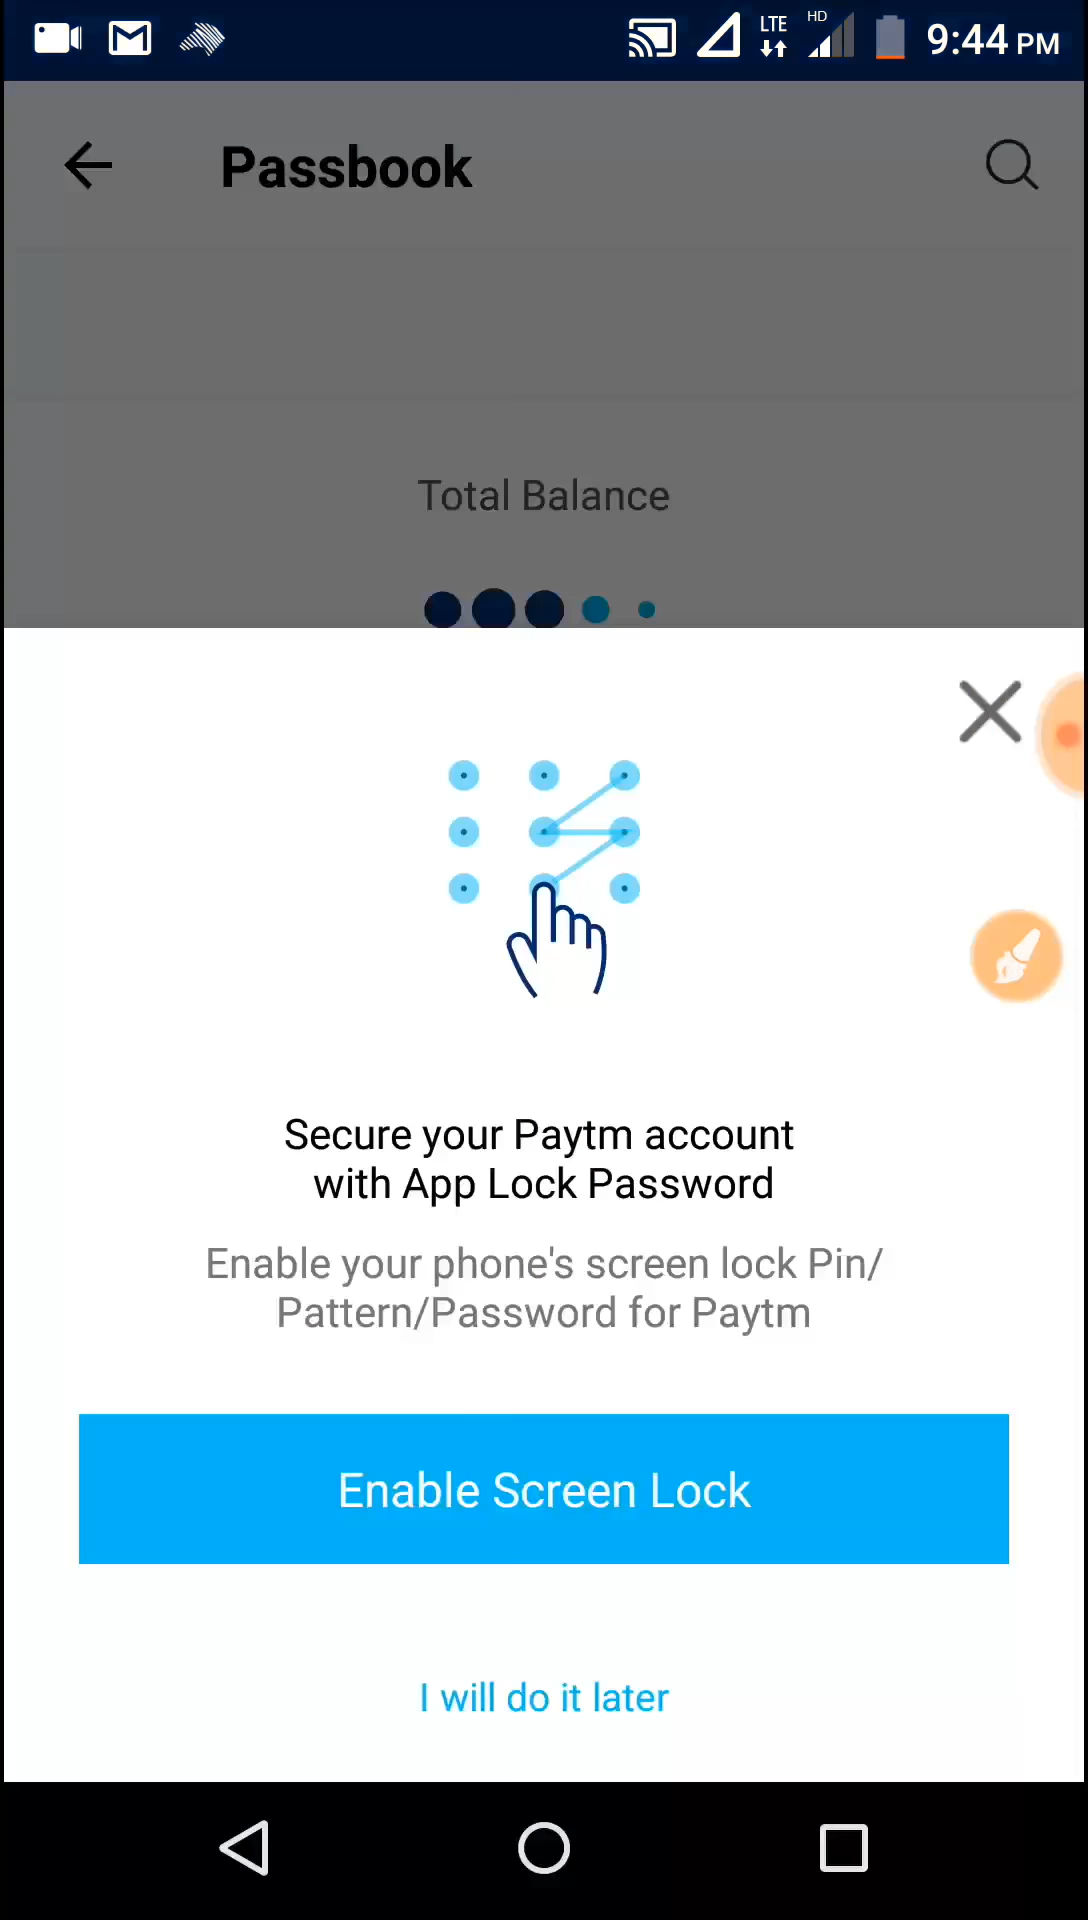 LTE HD 9:44 PM
Passbook
Total Balance
Secure your Paytm account
with App Lock Password
Enable your phone's screen lock Pin/
Pattern/Password for Paytm
Enable Screen Lock
I will do it later